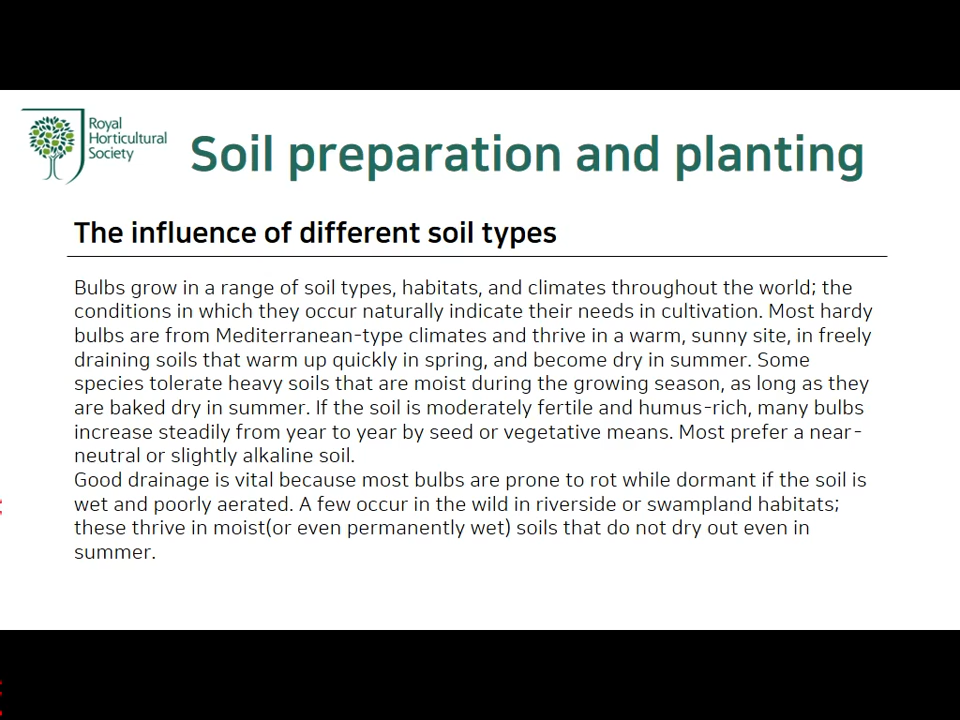 Royal
Horticultural
Society
Soil preparation and planting
The influence of different soil types
Bulbs grow in a range of soil types, habitats, and climates throughout the world; the
conditions in which they occur naturally indicate their needs in cultivation. Most hardy
bulbs are from Mediterranean-type climates and thrive in a warm, sunny site, in freely
draining soils that warm up quickly in spring, and become dry in summer. Some
species tolerate heavy soils that are moist during the growing season, as long as they
are baked dry in summer. If the soil is moderately fertile and humus-rich, many bulbs
increase steadily from year to year by seed or vegetative means. Most prefer a near-
neutral or slightly alkaline soil.
Good drainage is vital because most bulbs are prone to rot while dormant if the soil is
wet and poorly aerated. A few occur in the wild in riverside or swampland habitats;
these thrive in moist(or even permanently wet) soils that do not dry out even in
summer.